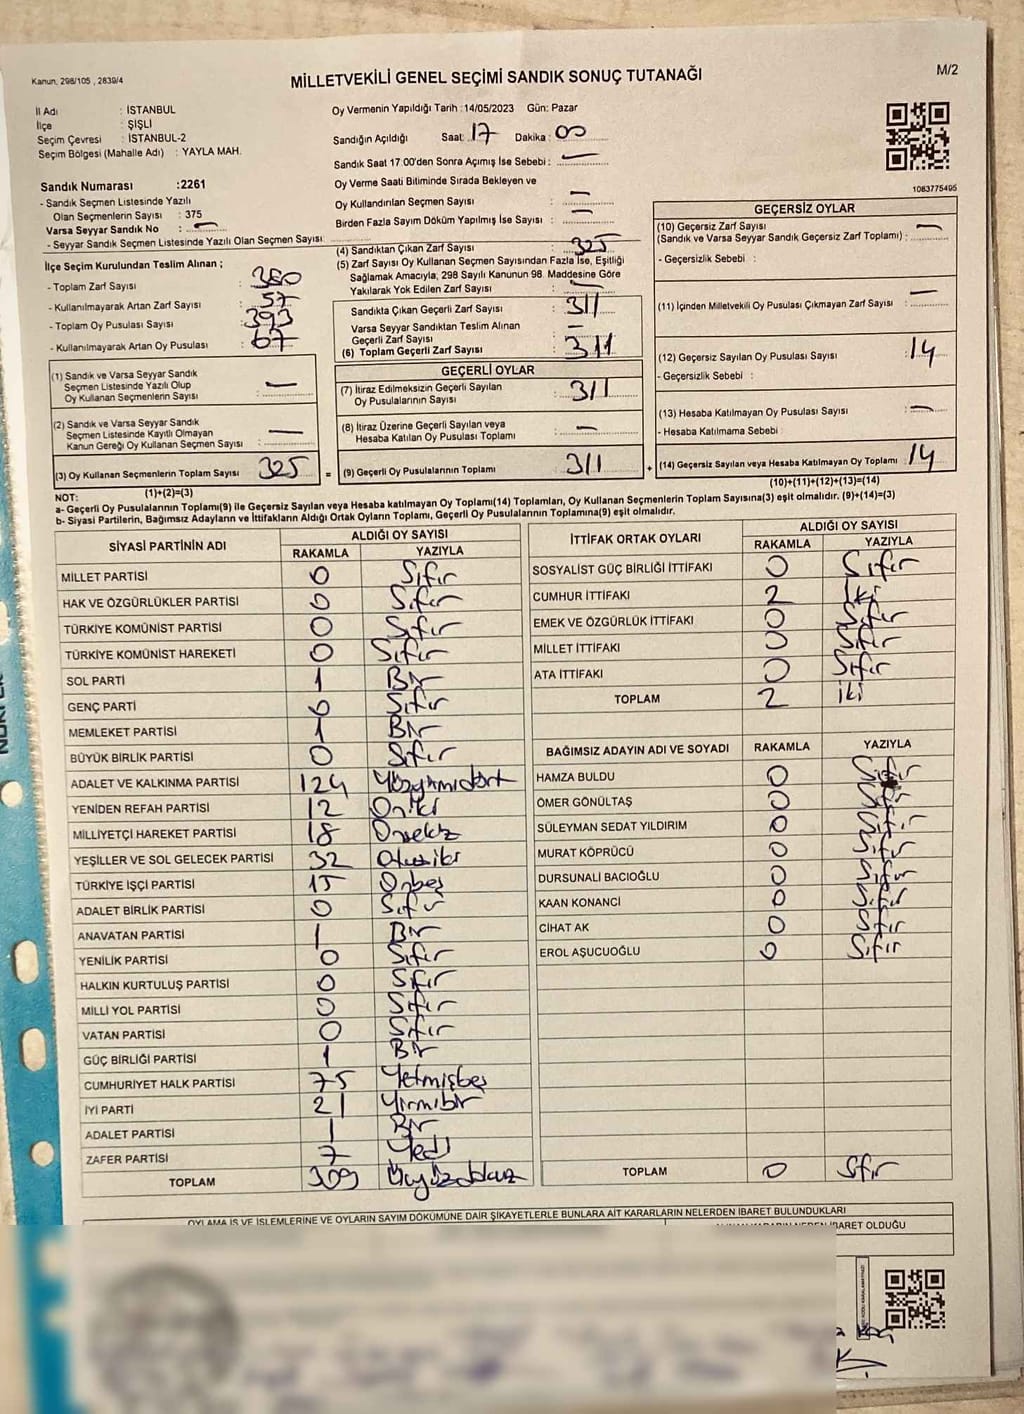 Kanun, 298/105 , 2839/4
MİLLETVEKİLİ GENEL SEÇİMİ SANDIK SONUÇ TUTANAĞI
M/2
İl Adı : İSTANBUL
İlçe : ŞİŞLİ
Seçim Çevresi : İSTANBUL-2
Seçim Bölgesi (Mahalle Adı) : YAYLA MAH.
Oy Vermenin Yapıldığı Tarih :14/05/2023 Gün: Pazar
Sandığın Açıldığı Saat: 17 Dakika : 00
Sandık Saat 17:00'den Sonra Açımış İse Sebebi : —
Oy Verme Saati Bitiminde Sırada Bekleyen ve
Oy Kullandırılan Seçmen Sayısı : —
Birden Fazla Sayım Döküm Yapılmış İse Sayısı : —
1083775495
Sandık Numarası :2261
- Sandık Seçmen Listesinde Yazılı
Olan Seçmenlerin Sayısı : 375
Varsa Seyyar Sandık No : —
- Seyyar Sandık Seçmen Listesinde Yazılı Olan Seçmen Sayısı
İlçe Seçim Kurulundan Teslim Alınan ;
- Toplam Zarf Sayısı : 380
- Kullanılmayarak Artan Zarf Sayısı : 57
- Toplam Oy Pusulası Sayısı : 393
- Kullanılmayarak Artan Oy Pusulası : 67
(4) Sandıktan Çıkan Zarf Sayısı : 325
(5) Zarf Sayısı Oy Kullanan Seçmen Sayısından Fazla İse, Eşitliği
Sağlamak Amacıyla, 298 Sayılı Kanunun 98. Maddesine Göre
Yakılarak Yok Edilen Zarf Sayısı : —
Sandıkta Çıkan Geçerli Zarf Sayısı : 311
Varsa Seyyar Sandıktan Teslim Alınan
Geçerli Zarf Sayısı : —
(6) Toplam Geçerli Zarf Sayısı : 311
GEÇERSİZ OYLAR
(10) Geçersiz Zarf Sayısı
(Sandık ve Varsa Seyyar Sandık Geçersiz Zarf Toplamı) : —
- Geçersizlik Sebebi :
(11) İçinden Milletvekili Oy Pusulası Çıkmayan Zarf Sayısı : —
(12) Geçersiz Sayılan Oy Pusulası Sayısı : 14
- Geçersizlik Sebebi :
(13) Hesaba Katılmayan Oy Pusulası Sayısı : —
- Hesaba Katılmama Sebebi :
(14) Geçersiz Sayılan veya Hesaba Katılmayan Oy Toplamı 14
(10)+(11)+(12)+(13)=(14)
(1) Sandık ve Varsa Seyyar Sandık
Seçmen Listesinde Yazılı Olup
Oy Kullanan Seçmenlerin Sayısı : —
(2) Sandık ve Varsa Seyyar Sandık
Seçmen Listesinde Kayıtlı Olmayan
Kanun Gereği Oy Kullanan Seçmen Sayısı : —
(3) Oy Kullanan Seçmenlerin Toplam Sayısı 325 =
(1)+(2)=(3)
GEÇERLİ OYLAR
(7) İtiraz Edilmeksizin Geçerli Sayılan
Oy Pusulalarının Sayısı : 311
(8) İtiraz Üzerine Geçerli Sayılan veya
Hesaba Katılan Oy Pusulası Toplamı : —
(9) Geçerli Oy Pusulalarının Toplamı 311 +
NOT:
a- Geçerli Oy Pusulalarının Toplamı(9) ile Geçersiz Sayılan veya Hesaba katılmayan Oy Toplamı(14) Toplamları, Oy Kullanan Seçmenlerin Toplam Sayısına(3) eşit olmalıdır. (9)+(14)=(3)
b- Siyasi Partilerin, Bağımsız Adayların ve İttifakların Aldığı Ortak Oyların Toplamı, Geçerli Oy Pusulalarının Toplamına(9) eşit olmalıdır.
SİYASİ PARTİNİN ADI ALDIĞI OY SAYISI
RAKAMLA YAZIYLA
MİLLET PARTİSİ 0 Sıfır
HAK VE ÖZGÜRLÜKLER PARTİSİ 0 Sıfır
TÜRKİYE KOMÜNİST PARTİSİ 0 Sıfır
TÜRKİYE KOMÜNİST HAREKETİ 0 Sıfır
SOL PARTİ 1 Bir
GENÇ PARTİ 0 Sıfır
MEMLEKET PARTİSİ 1 Bir
BÜYÜK BİRLİK PARTİSİ 0 Sıfır
ADALET VE KALKINMA PARTİSİ 124 Yüzyirmidört
YENİDEN REFAH PARTİSİ 12 Oniki
MİLLİYETÇİ HAREKET PARTİSİ 18 Onsekiz
YEŞİLLER VE SOL GELECEK PARTİSİ 32 Otuziki
TÜRKİYE İŞÇİ PARTİSİ 15 Onbeş
ADALET BİRLİK PARTİSİ 0 Sıfır
ANAVATAN PARTİSİ 1 Bir
YENİLİK PARTİSİ 0 Sıfır
HALKIN KURTULUŞ PARTİSİ 0 Sıfır
MİLLİ YOL PARTİSİ 0 Sıfır
VATAN PARTİSİ 0 Sıfır
GÜÇ BİRLİĞİ PARTİSİ 1 Bir
CUMHURİYET HALK PARTİSİ 75 Yetmişbeş
İYİ PARTİ 21 Yirmibir
ADALET PARTİSİ 1 Bir
ZAFER PARTİSİ 7 Yedi
TOPLAM 309 Üçyüzdokuz
İTTİFAK ORTAK OYLARI ALDIĞI OY SAYISI
RAKAMLA YAZIYLA
SOSYALİST GÜÇ BİRLİĞİ İTTİFAKI 0 Sıfır
CUMHUR İTTİFAKI 2 İki
EMEK VE ÖZGÜRLÜK İTTİFAKI 0 Sıfır
MİLLET İTTİFAKI 0 Sıfır
ATA İTTİFAKI 0 Sıfır
TOPLAM 2 iki
BAĞIMSIZ ADAYIN ADI VE SOYADI RAKAMLA YAZIYLA
HAMZA BULDU 0 Sıfır
ÖMER GÖNÜLTAŞ 0 Sıfır
SÜLEYMAN SEDAT YILDIRIM 0 Sıfır
MURAT KÖPRÜCÜ 0 Sıfır
DURSUNALİ BACIOĞLU 0 Sıfır
KAAN KONANCİ 0 Sıfır
CİHAT AK 0 Sıfır
EROL AŞUCUOĞLU 0 Sıfır
TOPLAM 0 Sıfır
OYLAMA İŞ VE İŞLEMLERİNE VE OYLARIN SAYIM DÖKÜMÜNE DAİR ŞİKAYETLERLE BUNLARA AİT KARARLARIN NELERDEN İBARET BULUNDUKLARI
NELERDEN İBARET OLDUĞU